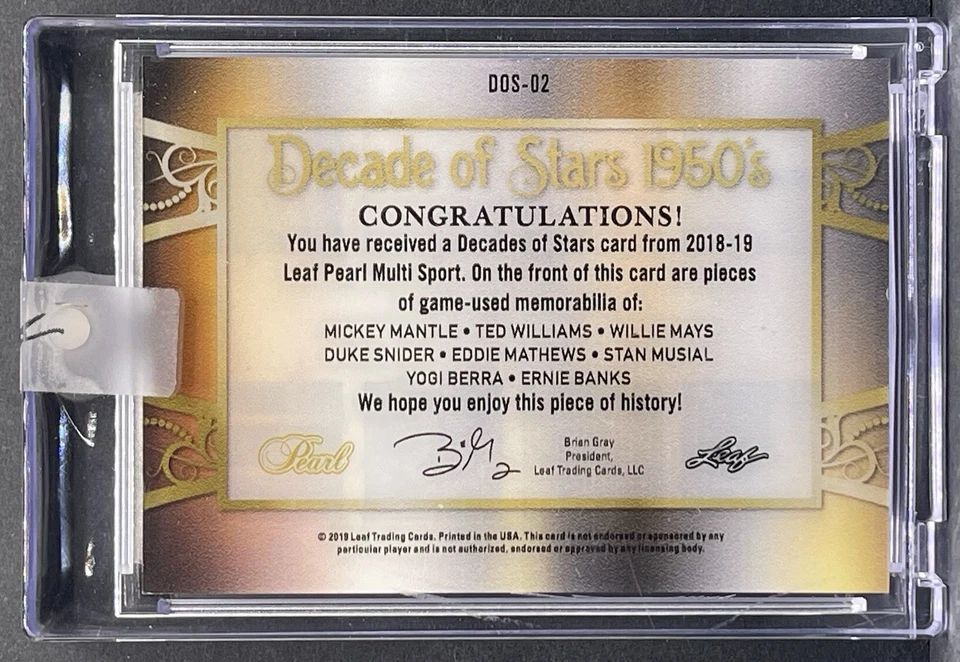 DOS-02
Decade of Stars 1950's
CONGRATULATIONS!
You have received a Decades of Stars card from 2018-19
Leaf Pearl Multi Sport. On the front of this card are pieces
of game-used memorabilia of:
MICKEY MANTLE • TED WILLIAMS • WILLIE MAYS
DUKE SNIDER • EDDIE MATHEWS • STAN MUSIAL
YOGI BERRA • ERNIE BANKS
We hope you enjoy this piece of history!
Pearl
Brian Gray
President,
Leaf Trading Cards, LLC
Leaf
© 2019 Leaf Trading Cards. Printed in the USA. This card is not endorsed or sponsored by any
particular player and is not authorized, endorsed or approved by any licensing body.